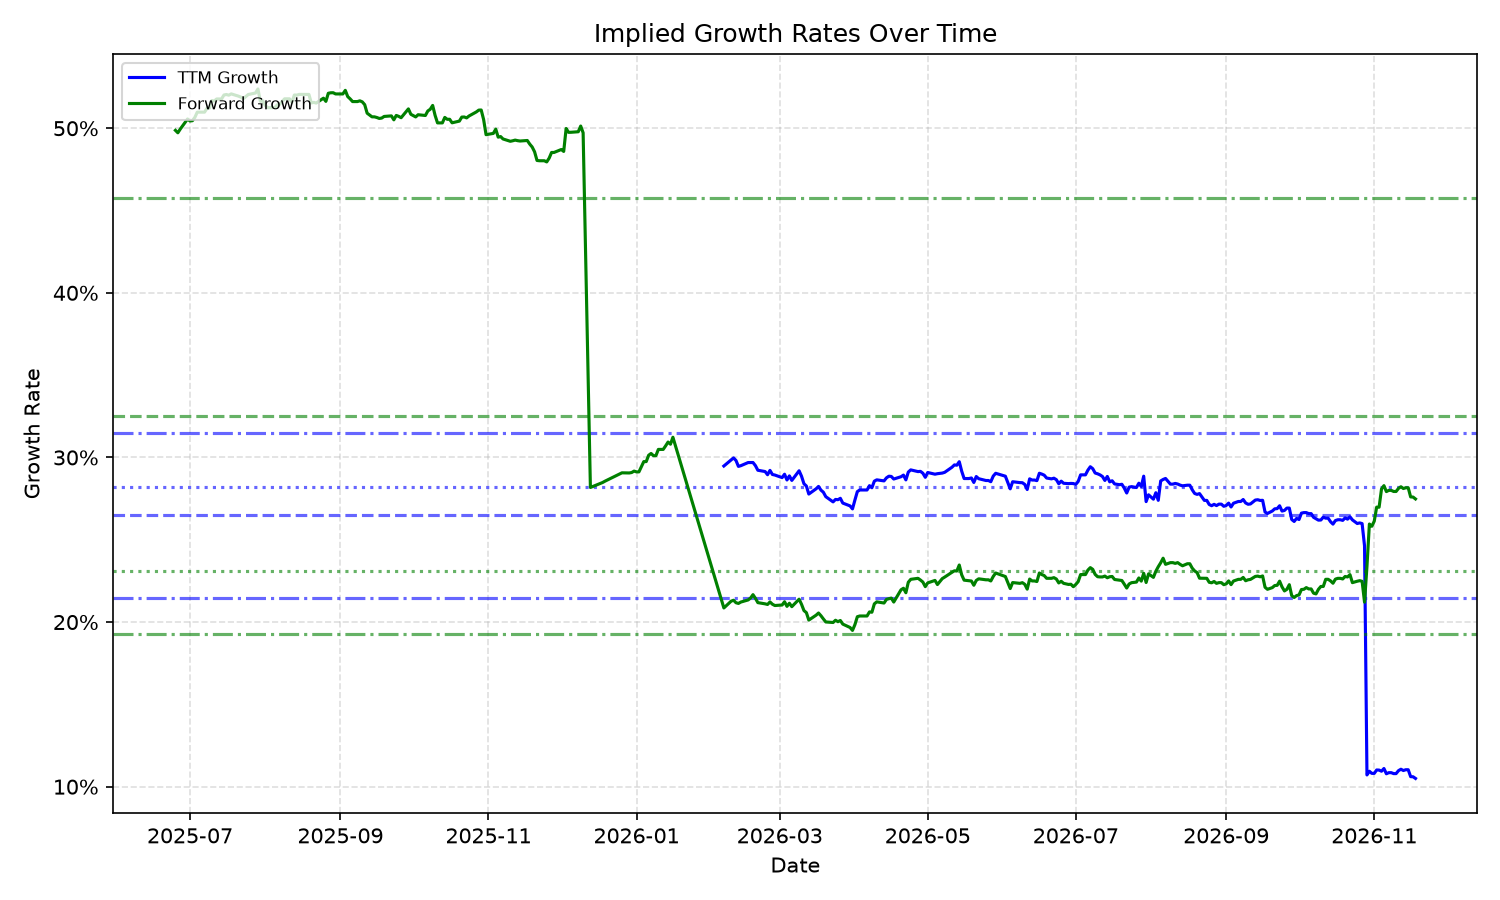 Implied Growth Rates Over Time
TTM Growth
Forward Growth
50%
40%
30%
20%
10%
Growth Rate
2025-07
2025-09
2025-11
2026-01
2026-03
2026-05
2026-07
2026-09
2026-11
Date